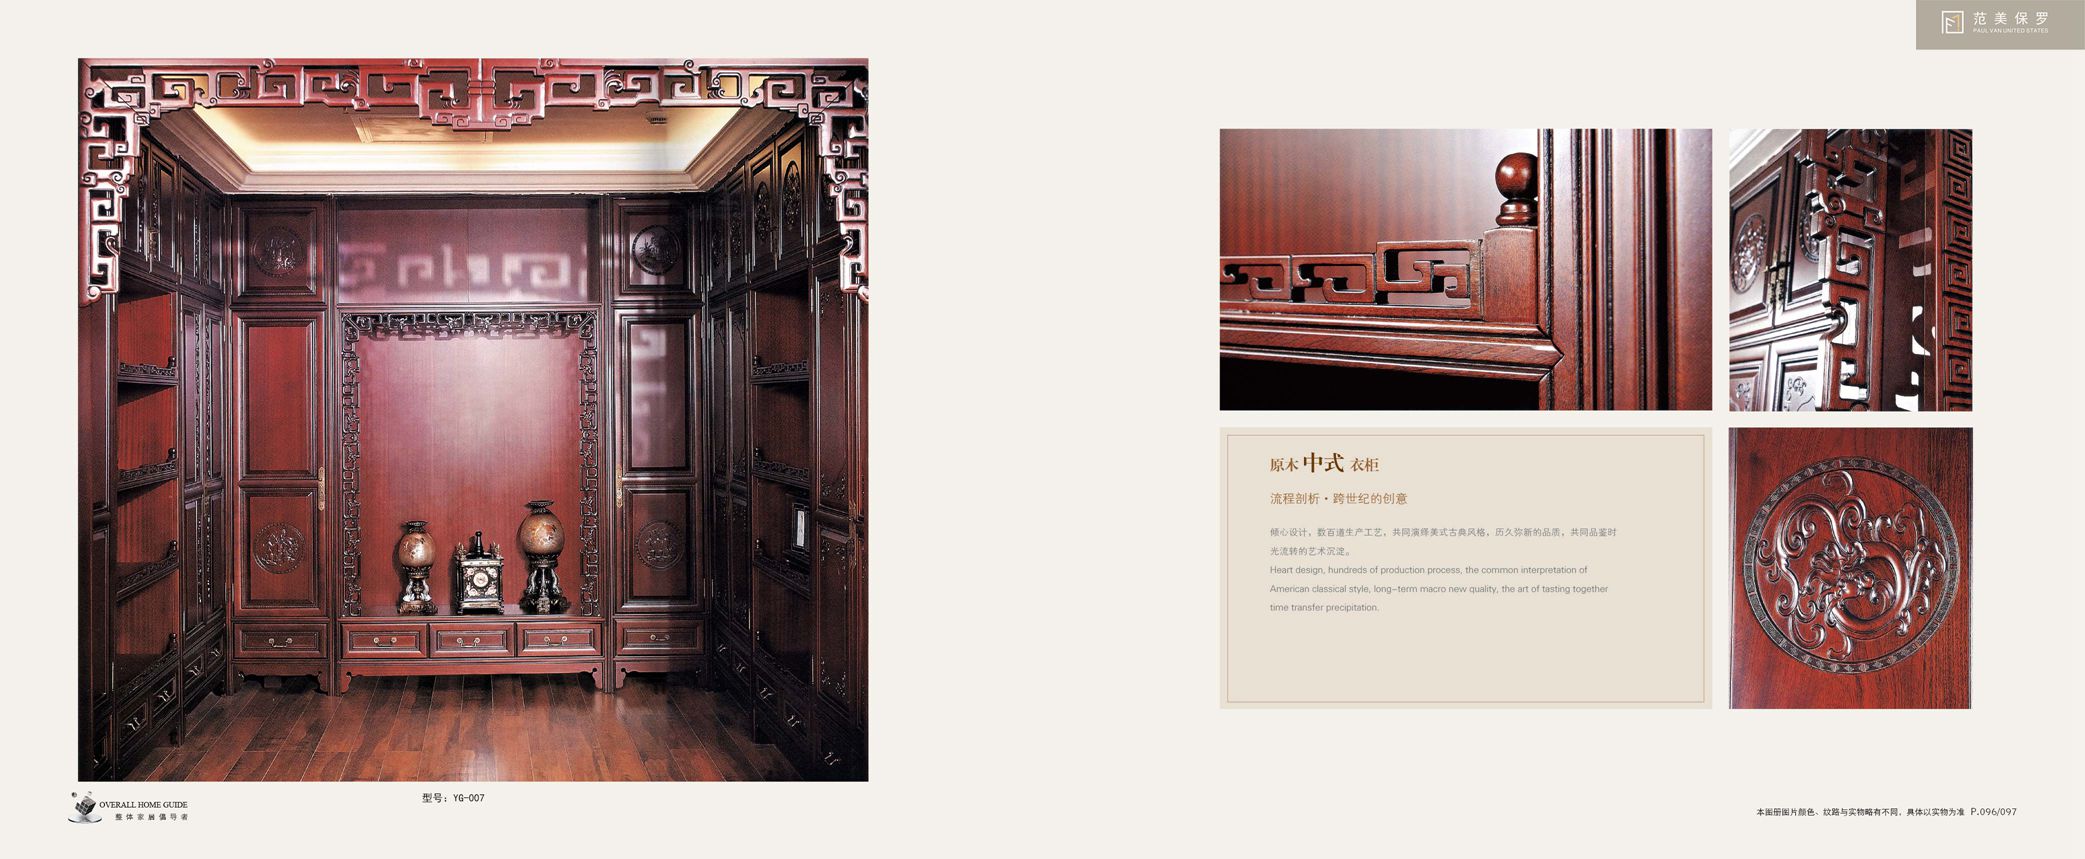 范美保罗
PAUL VAN UNITED STATES
原木 中式 衣柜
流程剖析·跨世纪的创意
倾心设计，数百道生产工艺，共同演绎美式古典风格，历久弥新的品质，共同品鉴时
光流转的艺术沉淀。
Heart design, hundreds of production process, the common interpretation of
American classical style, long-term macro new quality, the art of tasting together
time transfer precipitation.
型号：YG-007
OVERALL HOME GUIDE
整体家居倡导者
本图册图片颜色、纹路与实物略有不同，具体以实物为准 P.096/097